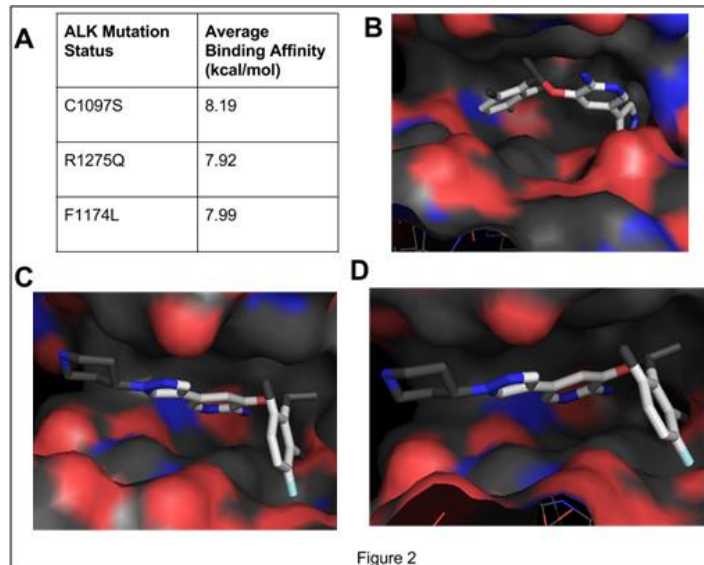 A
ALK Mutation Status
Average Binding Affinity (kcal/mol)
C1097S
8.19
R1275Q
7.92
F1174L
7.99
B
C
D
Figure 2